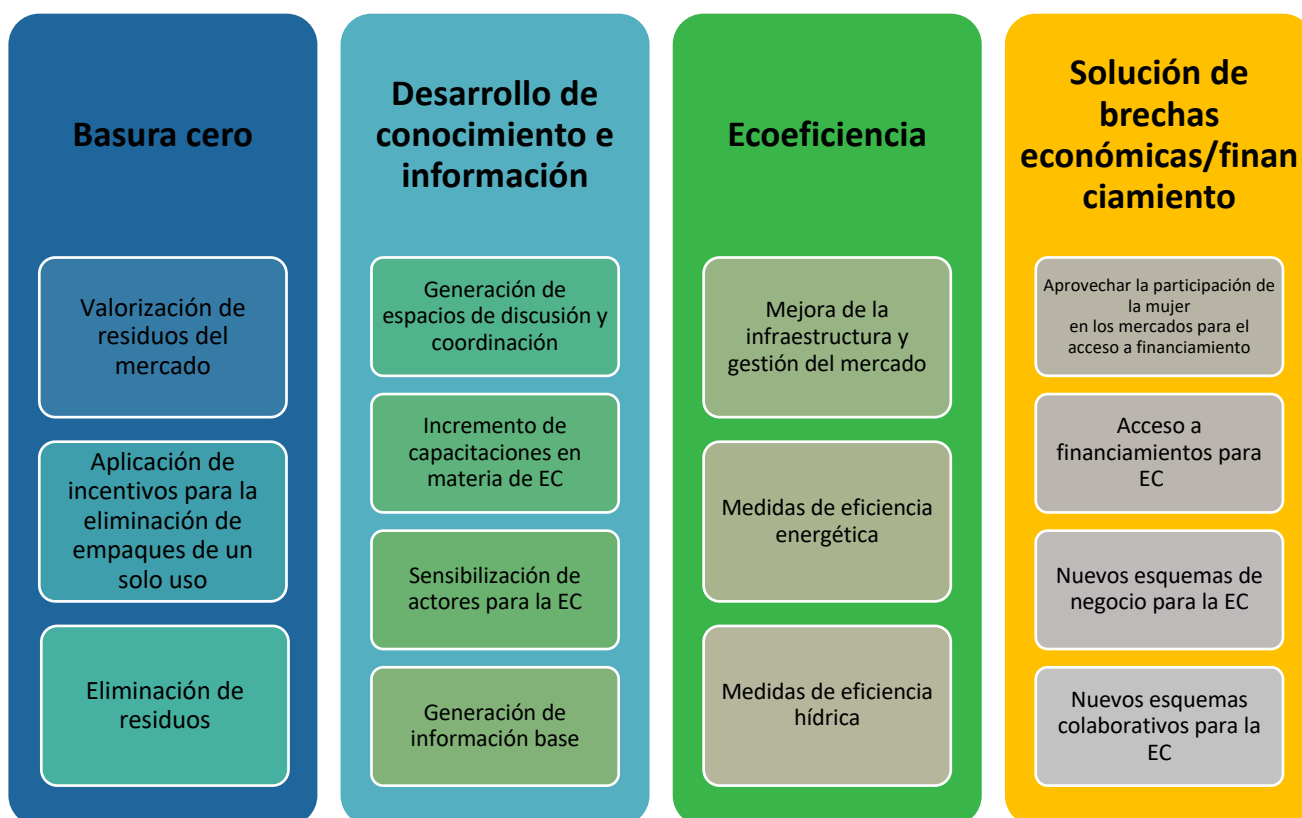 Basura cero
Valorización de
residuos del
mercado
Aplicación de
incentivos para la
eliminación de
empaques de un
solo uso
Eliminación de
residuos
Desarrollo de
conocimiento e
información
Generación de
espacios de discusión y
coordinación
Incremento de
capacitaciones en
materia de EC
Sensibilización de
actores para la EC
Generación de
información base
Ecoeficiencia
Mejora de la
infraestructura y
gestión del mercado
Medidas de eficiencia
energética
Medidas de eficiencia
hídrica
Solución de
brechas
económicas/finan
ciamiento
Aprovechar la participación de
la mujer
en los mercados para el
acceso a financiamiento
Acceso a
financiamientos para
EC
Nuevos esquemas de
negocio para la EC
Nuevos esquemas
colaborativos para la
EC